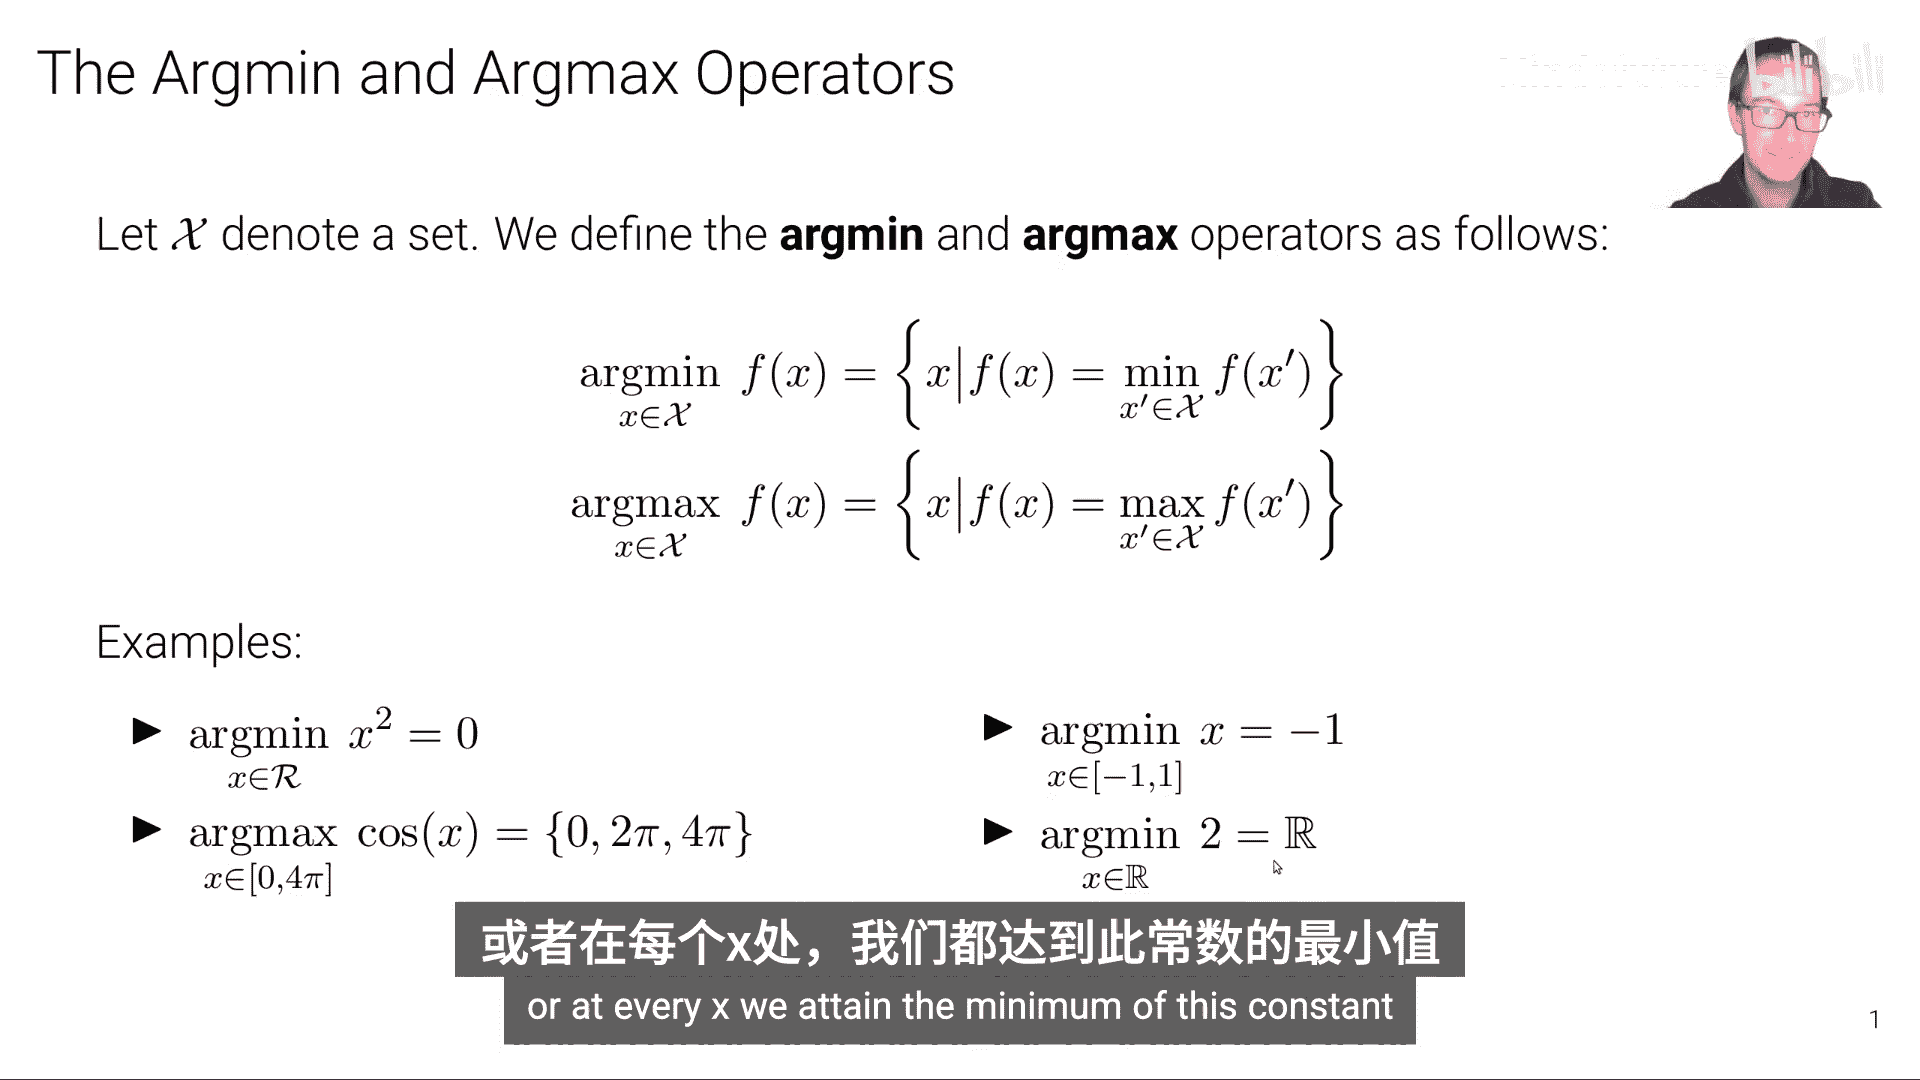 The Argmin and Argmax Operators
bilibili
Let 𝒳 denote a set. We define the argmin and argmax operators as follows:
argmin f(x) = { x | f(x) = min f(x′) }
x∈𝒳 x′∈𝒳
argmax f(x) = { x | f(x) = max f(x′) }
x∈𝒳 x′∈𝒳
Examples:
▶ argmin x² = 0
x∈ℛ
▶ argmax cos(x) = {0, 2π, 4π}
x∈[0,4π]
▶ argmin x = −1
x∈[−1,1]
▶ argmin 2 = ℝ
x∈ℝ
或者在每个x处，我们都达到此常数的最小值
or at every x we attain the minimum of this constant
1